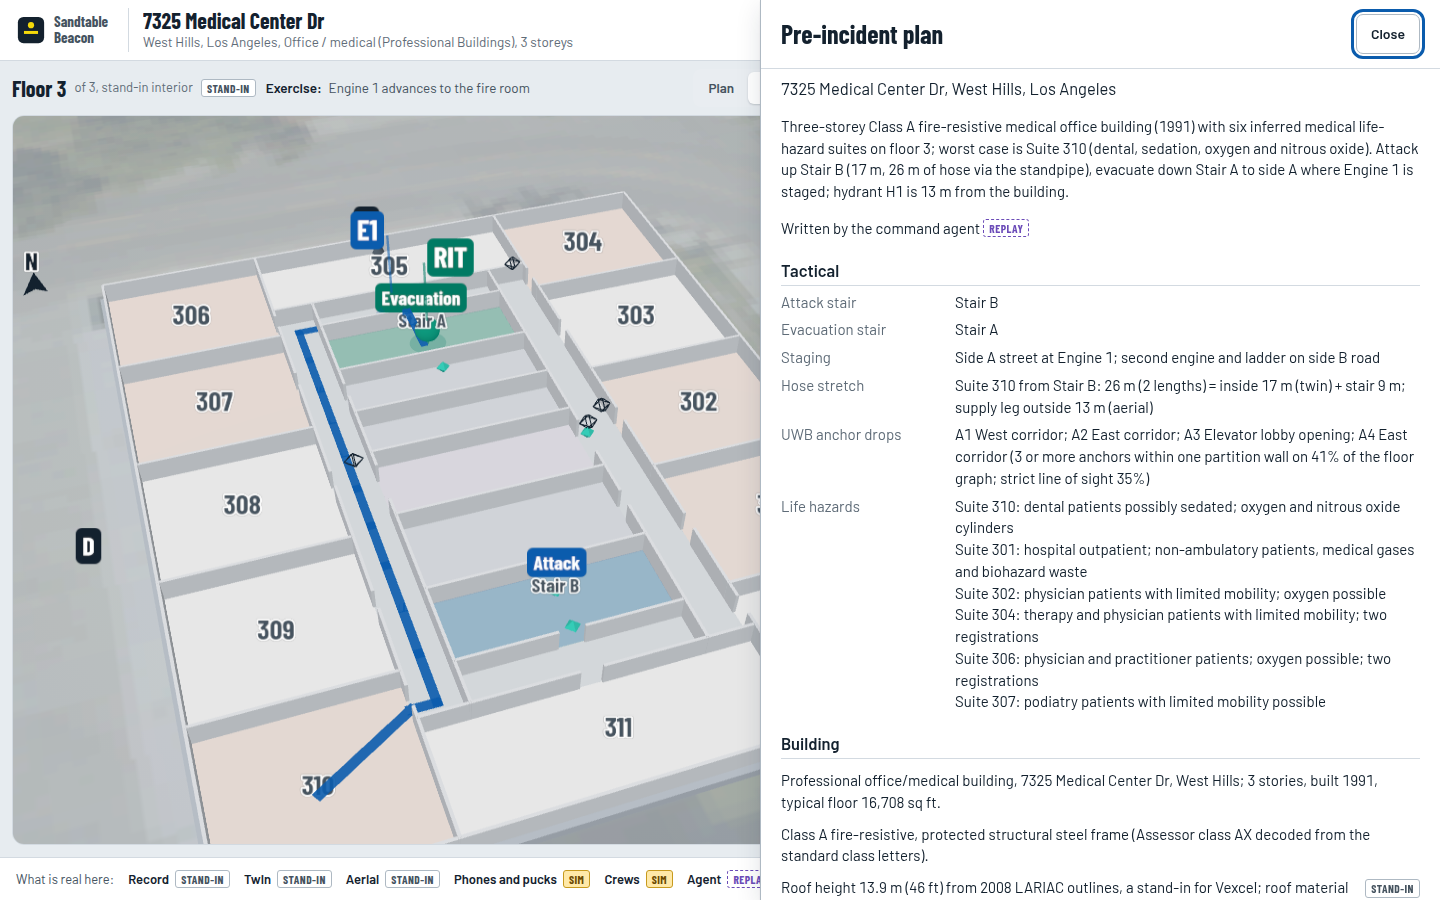 Sandtable
Beacon
7325 Medical Center Dr
West Hills, Los Angeles, Office / medical (Professional Buildings), 3 storeys
Floor 3 of 3, stand-in interior STAND-IN Exercise: Engine 1 advances to the fire room
Plan
N
E1
RIT
305
304
Evacuation
Stair A
306
303
307
302
308
D
Attack
Stair B
309
311
310
What is real here: Record STAND-IN Twin STAND-IN Aerial STAND-IN Phones and pucks SIM Crews SIM Agent
Pre-incident plan
Close
7325 Medical Center Dr, West Hills, Los Angeles
Three-storey Class A fire-resistive medical office building (1991) with six inferred medical life-
hazard suites on floor 3; worst case is Suite 310 (dental, sedation, oxygen and nitrous oxide). Attack
up Stair B (17 m, 26 m of hose via the standpipe), evacuate down Stair A to side A where Engine 1 is
staged; hydrant H1 is 13 m from the building.
Written by the command agent REPLAY
Tactical
Attack stair Stair B
Evacuation stair Stair A
Staging Side A street at Engine 1; second engine and ladder on side B road
Hose stretch Suite 310 from Stair B: 26 m (2 lengths) = inside 17 m (twin) + stair 9 m;
supply leg outside 13 m (aerial)
UWB anchor drops A1 West corridor; A2 East corridor; A3 Elevator lobby opening; A4 East
corridor (3 or more anchors within one partition wall on 41% of the floor
graph; strict line of sight 35%)
Life hazards Suite 310: dental patients possibly sedated; oxygen and nitrous oxide
cylinders
Suite 301: hospital outpatient; non-ambulatory patients, medical gases
and biohazard waste
Suite 302: physician patients with limited mobility; oxygen possible
Suite 304: therapy and physician patients with limited mobility; two
registrations
Suite 306: physician and practitioner patients; oxygen possible; two
registrations
Suite 307: podiatry patients with limited mobility possible
Building
Professional office/medical building, 7325 Medical Center Dr, West Hills; 3 stories, built 1991,
typical floor 16,708 sq ft.
Class A fire-resistive, protected structural steel frame (Assessor class AX decoded from the
standard class letters).
Roof height 13.9 m (46 ft) from 2008 LARIAC outlines, a stand-in for Vexcel; roof material STAND-IN